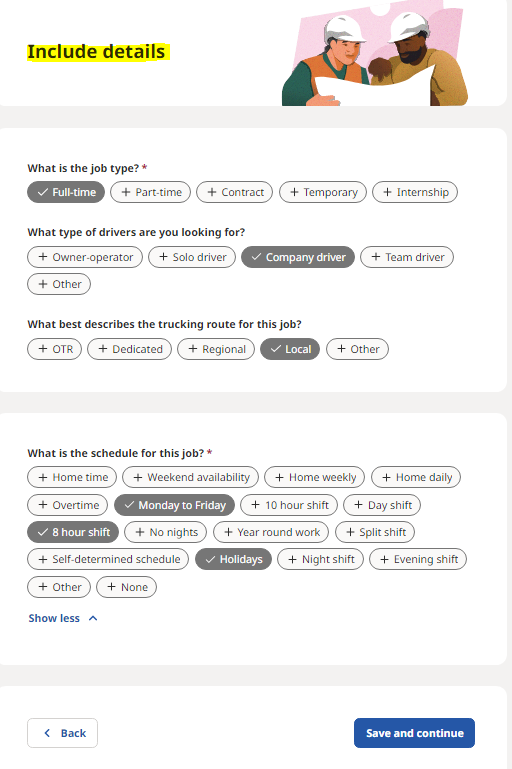 Include details
What is the job type? *
Full-time Part-time Contract Temporary Internship
What type of drivers are you looking for?
Owner-operator Solo driver Company driver Team driver
Other
What best describes the trucking route for this job?
OTR Dedicated Regional Local Other
What is the schedule for this job? *
Home time Weekend availability Home weekly Home daily
Overtime Monday to Friday 10 hour shift Day shift
8 hour shift No nights Year round work Split shift
Self-determined schedule Holidays Night shift Evening shift
Other None
Show less
Back Save and continue